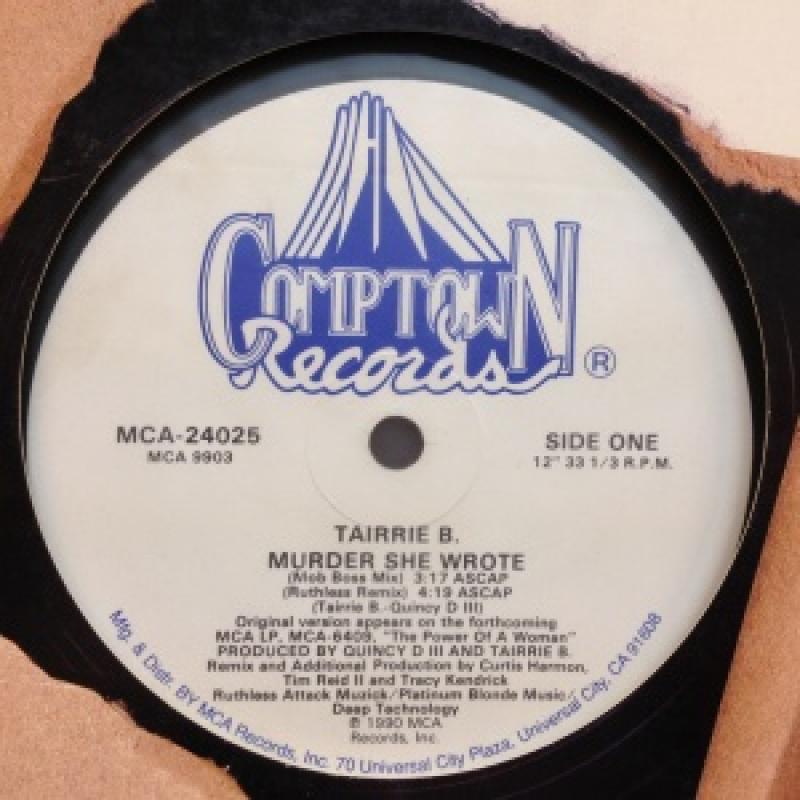 COMPTOWN
Records ®
MCA-24025
MCA 9903
SIDE ONE
12" 33 1/3 R.P.M.
TAIRRIE B.
MURDER SHE WROTE
(Mob Boss Mix) 3:17 ASCAP
(Ruthless Remix) 4:19 ASCAP
(Tairrie B.-Quincy D III)
Original version appears on the forthcoming
MCA LP, MCA-6409, "The Power Of A Woman"
PRODUCED BY QUINCY D III AND TAIRRIE B.
Remix and Additional Production by Curtis Harmon,
Tim Reid II and Tracy Kendrick
Ruthless Attack Muzick/Platinum Blonde Music/
Deep Technology
℗ 1990 MCA
Records, Inc.
Mfg. & Distr. BY MCA Records, Inc. 70 Universal City Plaza, Universal City, CA 91608